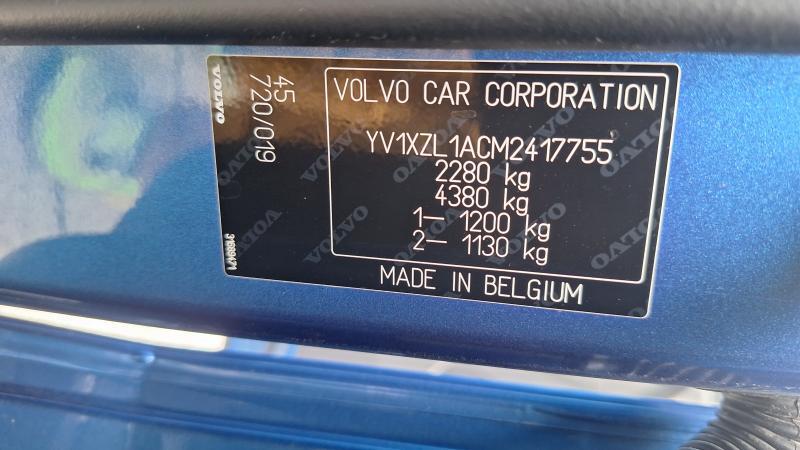 VOLVO
45
720/019
VOLVO CAR CORPORATION
YV1XZL1ACM2417755
2280 kg
4380 kg
1– 1200 kg
2– 1130 kg
MADE IN BELGIUM